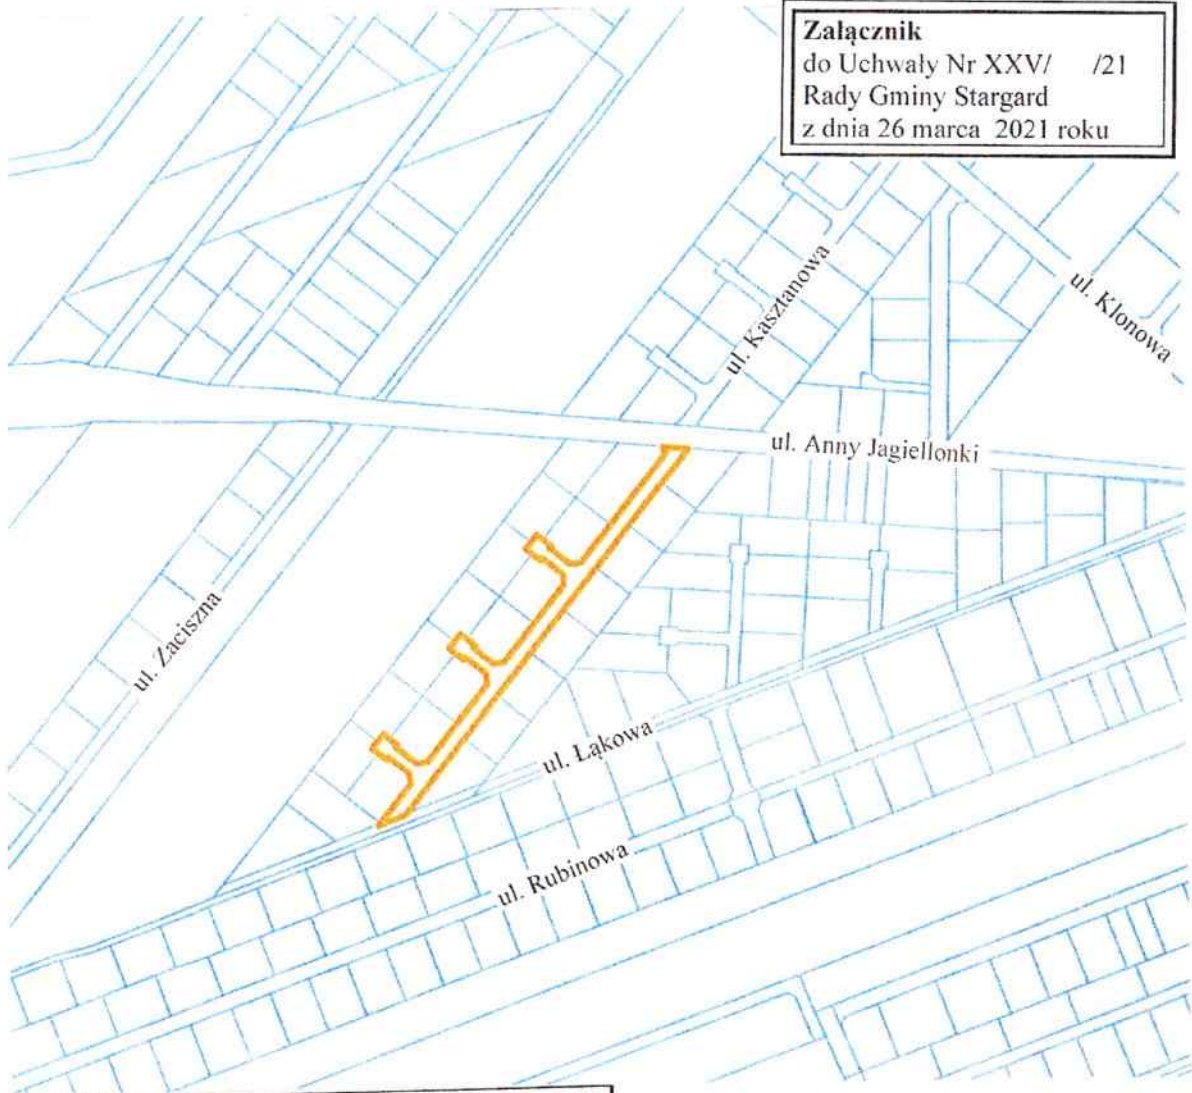 Załącznik
do Uchwały Nr XXV/ /21
Rady Gminy Stargard
z dnia 26 marca 2021 roku
ul. Kasztanowa
ul. Klonowa
ul. Anny Jagiellonki
ul. Zaciszna
ul. Łąkowa
ul. Rubinowa